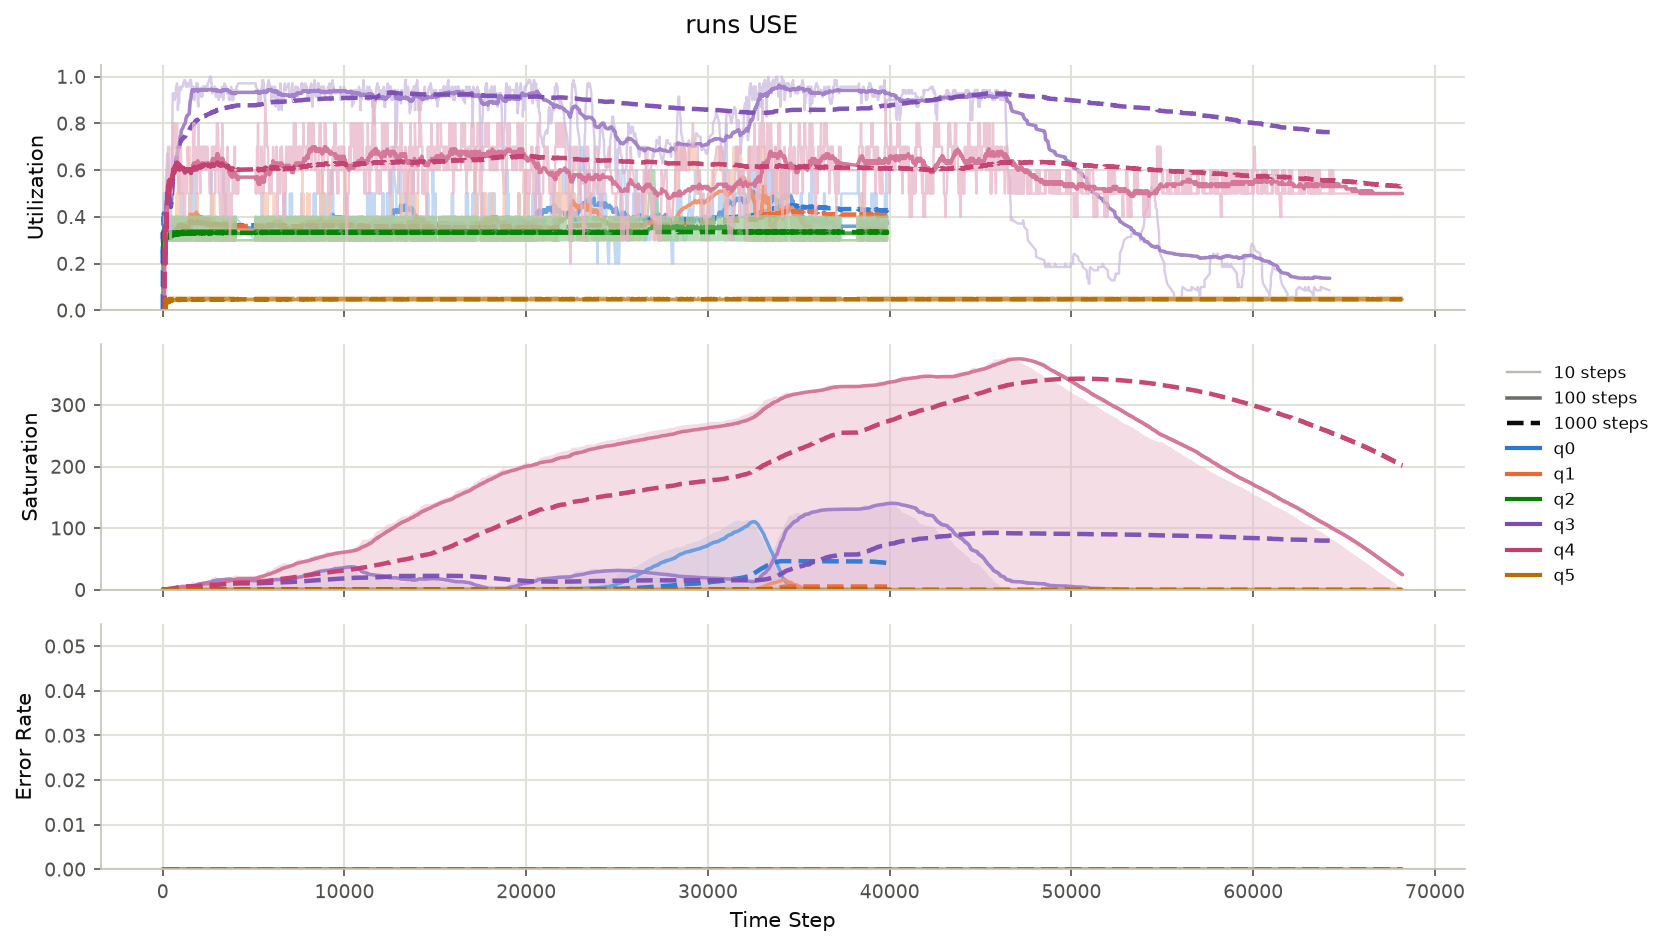 runs USE
1.0
0.8
0.6
0.4
0.2
0.0
Utilization
300
200
100
0
Saturation
0.05
0.04
0.03
0.02
0.01
0.00
Error Rate
0 10000 20000 30000 40000 50000 60000 70000
Time Step
10 steps
100 steps
1000 steps
q0
q1
q2
q3
q4
q5